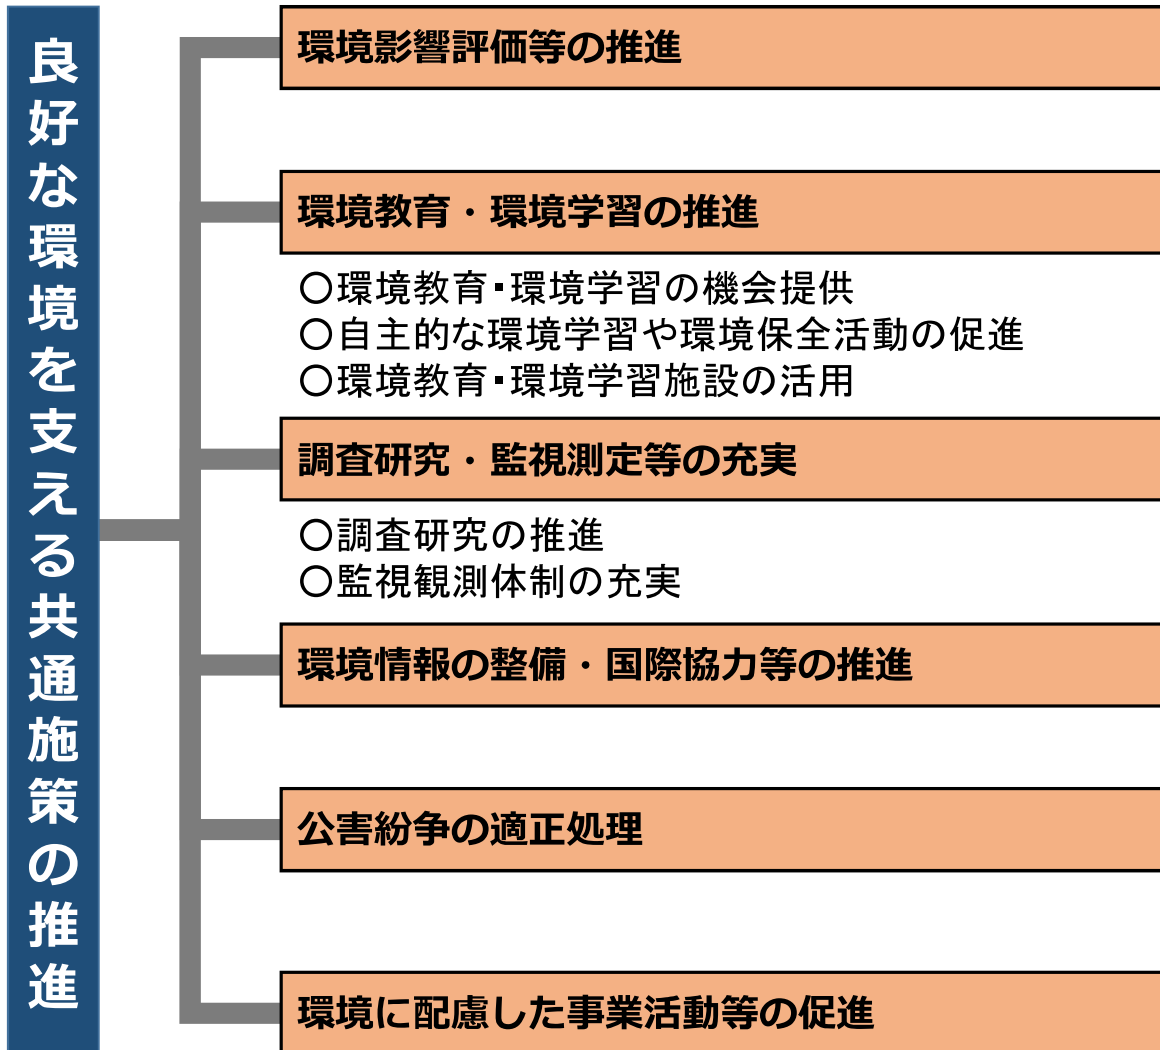 良好な環境を支える共通施策の推進
環境影響評価等の推進
環境教育・環境学習の推進
〇環境教育・環境学習の機会提供
〇自主的な環境学習や環境保全活動の促進
〇環境教育・環境学習施設の活用
調査研究・監視測定等の充実
〇調査研究の推進
〇監視観測体制の充実
環境情報の整備・国際協力等の推進
公害紛争の適正処理
環境に配慮した事業活動等の促進